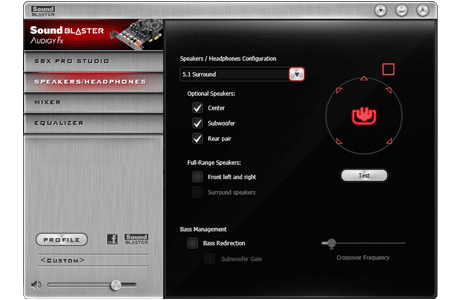 Sound
BLASTER
Sound BLASTER
AUDIGY Fx
SBX PRO STUDIO
SPEAKERS/HEADPHONES
MIXER
EQUALIZER
PROFILE
f
Sound
BLASTER
<CUSTOM>
Speakers / Headphones Configuration
5.1 Surround
Optional Speakers:
Center
Subwoofer
Rear pair
Full-Range Speakers:
Front left and right
Surround speakers
Bass Management
Bass Redirection
Subwoofer Gain
Test
Crossover Frequency